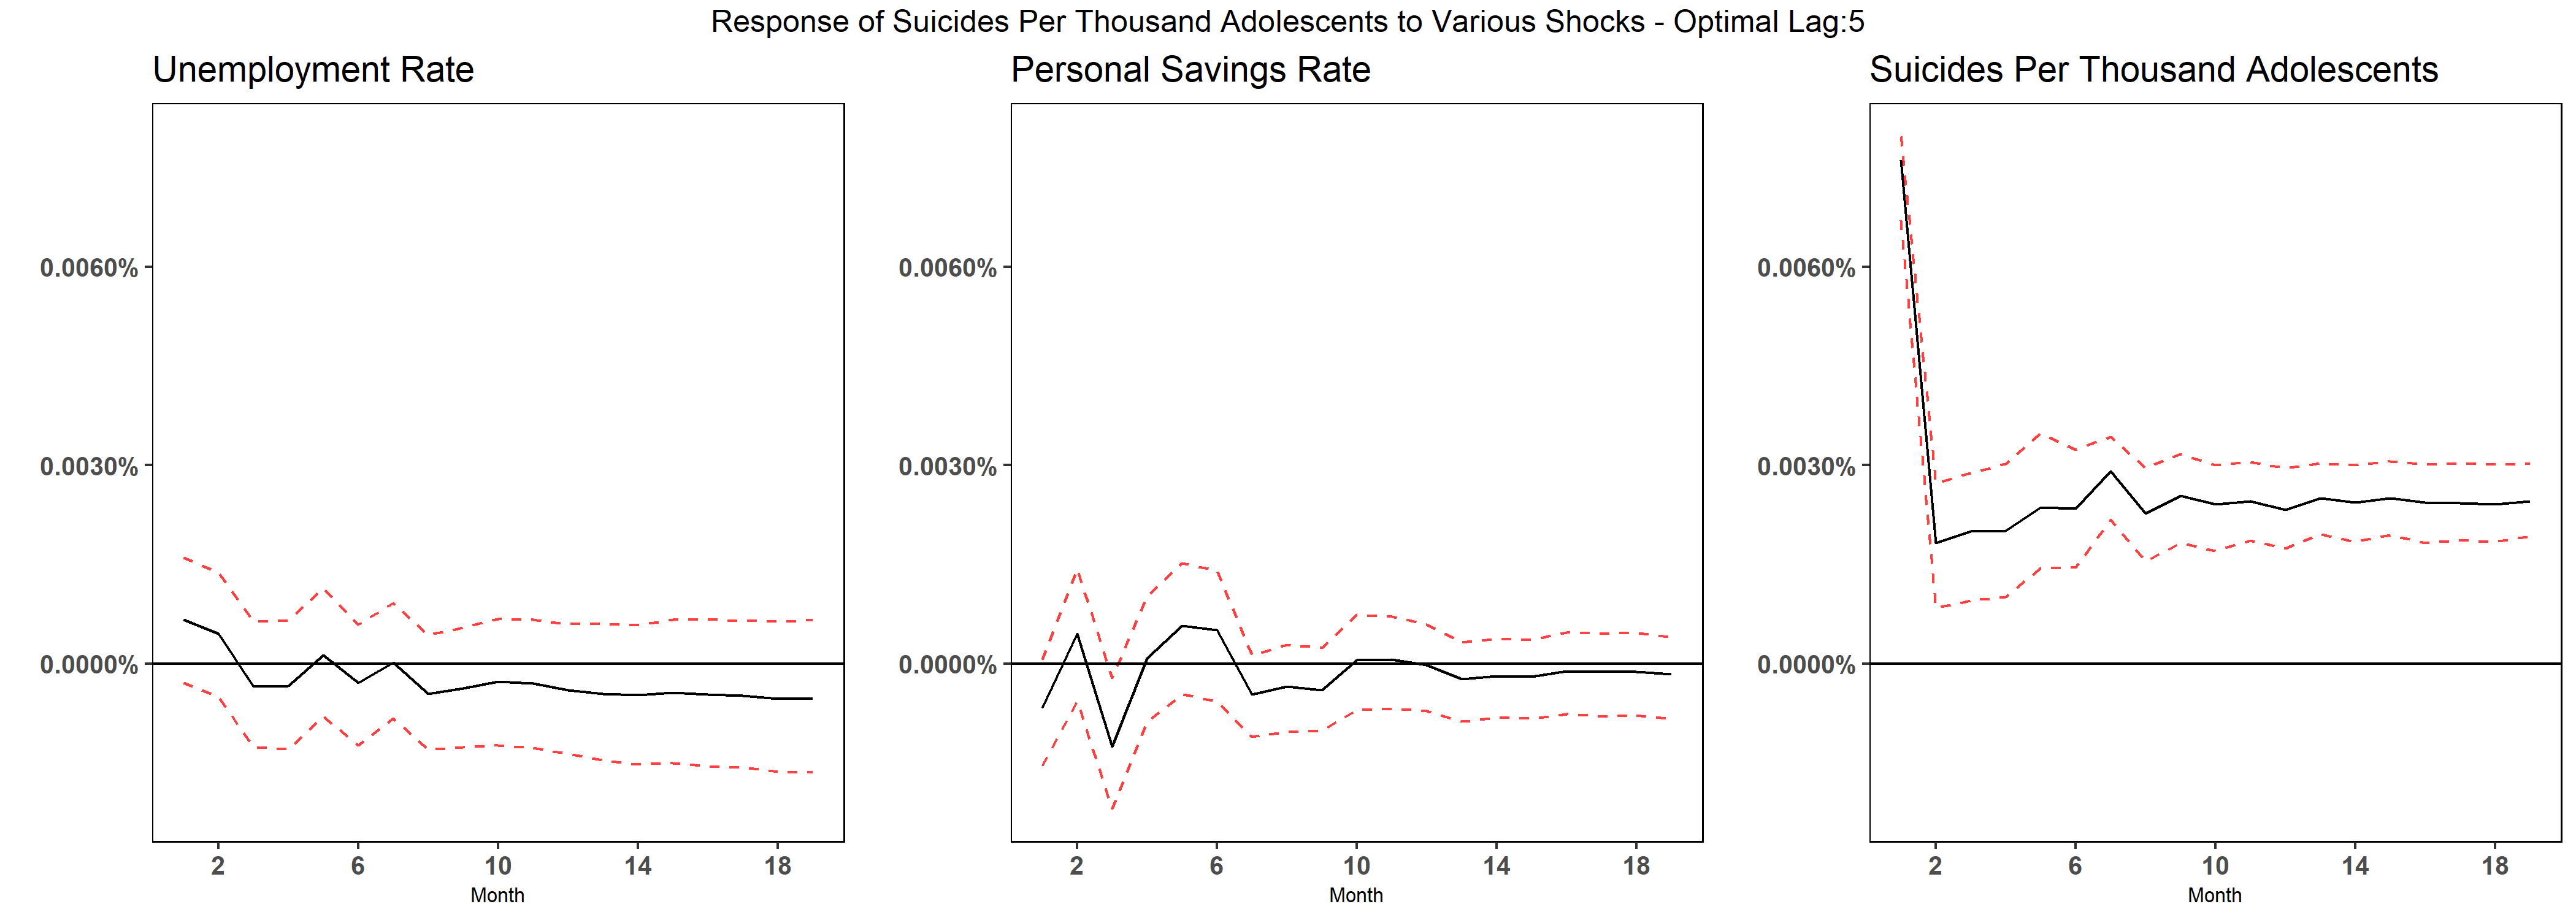 Response of Suicides Per Thousand Adolescents to Various Shocks - Optimal Lag:5
Unemployment Rate
0.0060%
0.0030%
0.0000%
2 6 10 14 18
Month
Personal Savings Rate
0.0060%
0.0030%
0.0000%
2 6 10 14 18
Month
Suicides Per Thousand Adolescents
0.0060%
0.0030%
0.0000%
2 6 10 14 18
Month